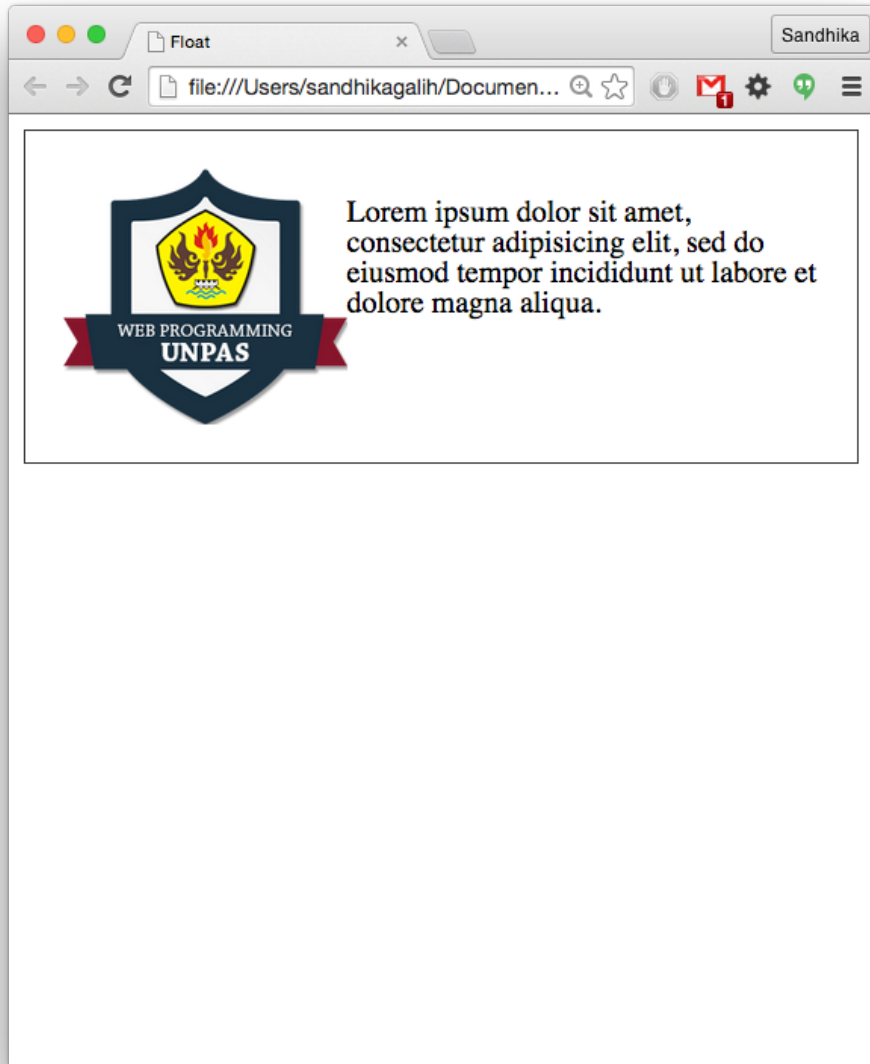 Float
Sandhika
file:///Users/sandhikagalih/Documen...
1
Lorem ipsum dolor sit amet,
consectetur adipisicing elit, sed do
eiusmod tempor incididunt ut labore et
dolore magna aliqua.
WEB PROGRAMMING
UNPAS